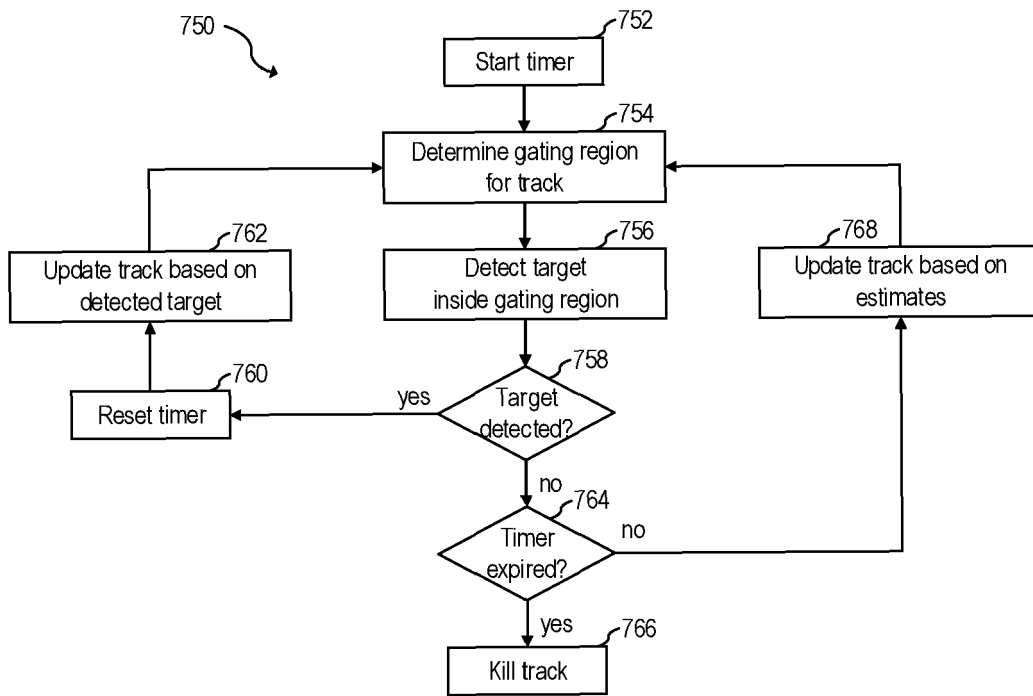 750
752
Start timer
754
Determine gating region
for track
762
Update track based on
detected target
756
Detect target
inside gating region
768
Update track based on
estimates
760
Reset timer
yes
758
Target
detected?
no
764
Timer
expired?
no
yes
766
Kill track